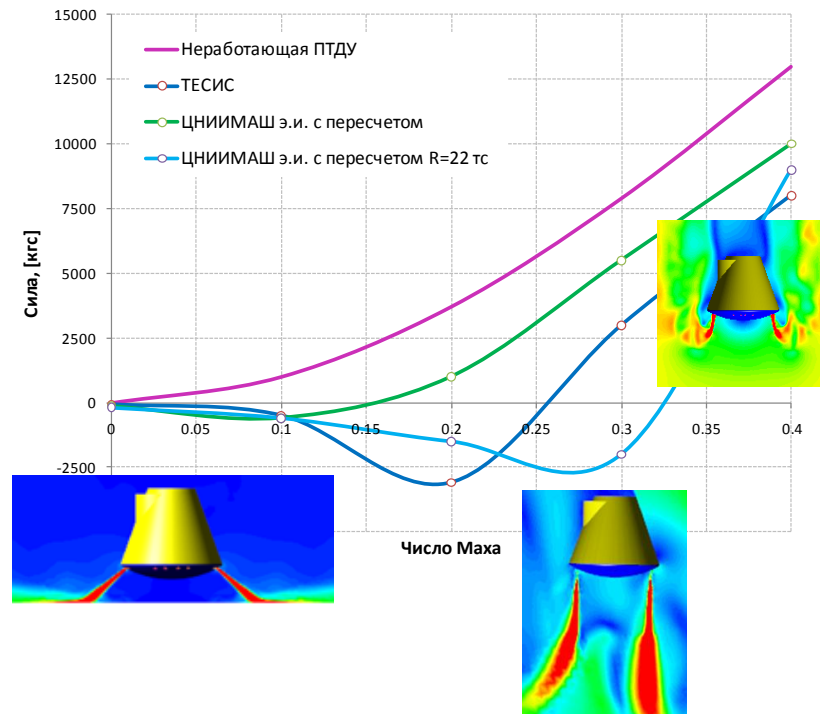 15000
12500
10000
7500
5000
2500
0
-2500
Сила, [кгс]
Неработающая ПТДУ
ТЕСИС
ЦНИИМАШ э.и. с пересчетом
ЦНИИМАШ э.и. с пересчетом R=22 тс
0 0.05 0.1 0.15 0.2 0.25 0.3 0.35 0.4
Число Маха